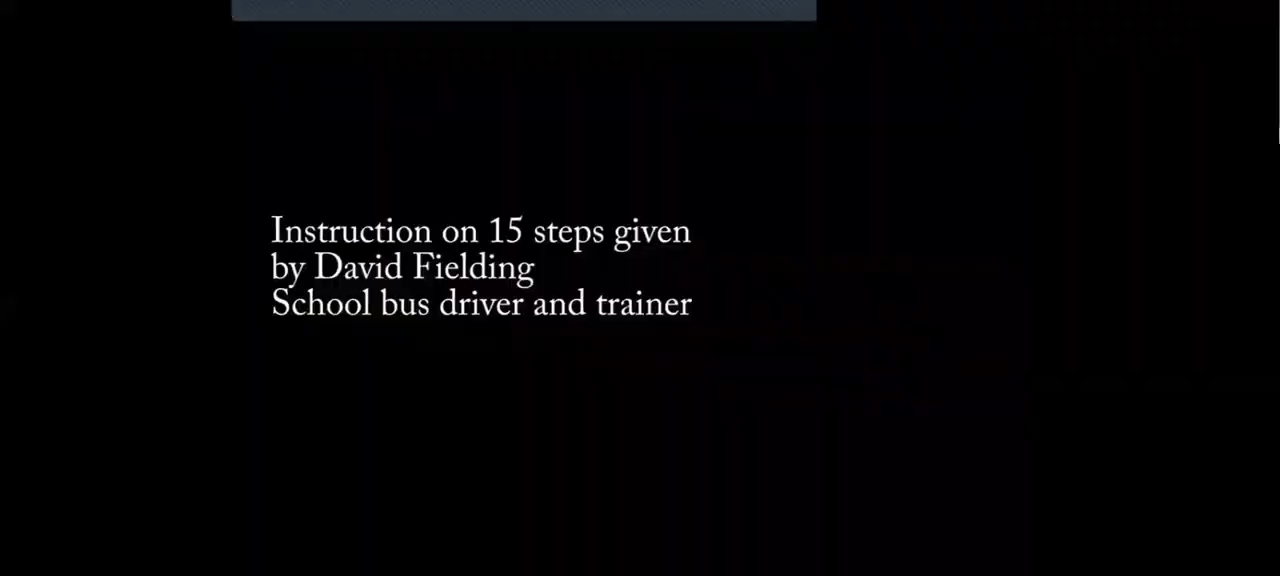 Instruction on 15 steps given
by David Fielding
School bus driver and trainer